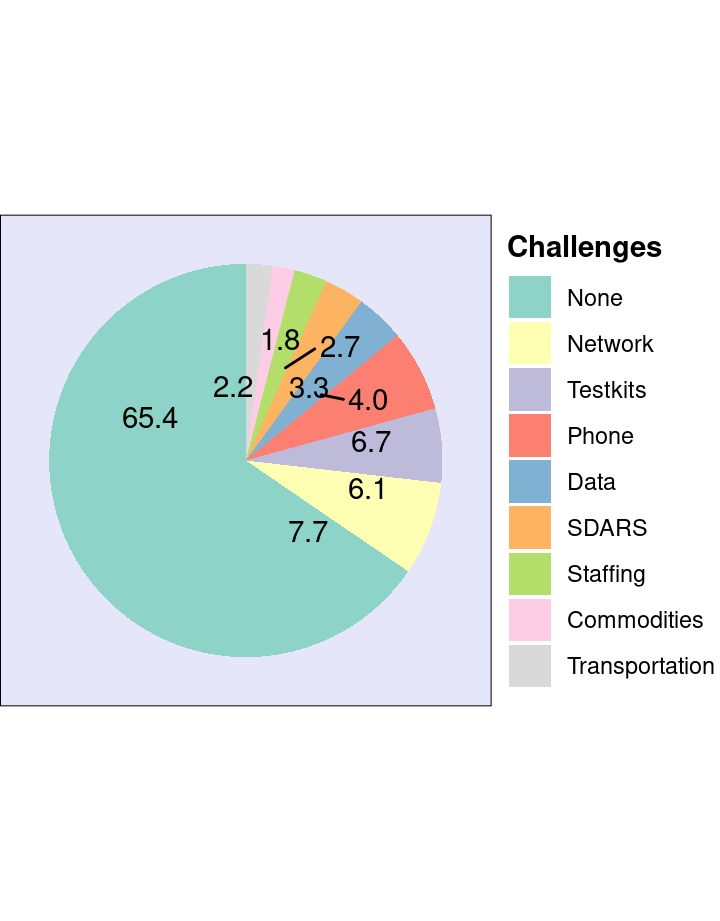 1.8
2.7
2.2
3.3
4.0
65.4
6.7
6.1
7.7
Challenges
None
Network
Testkits
Phone
Data
SDARS
Staffing
Commodities
Transportation